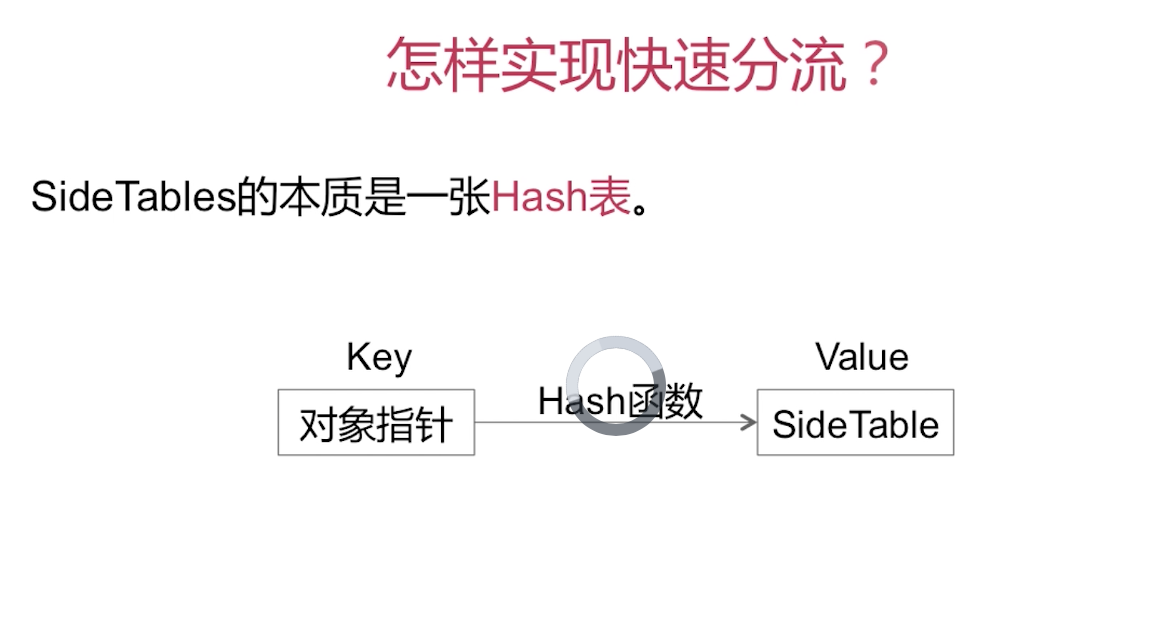 怎样实现快速分流？
SideTables的本质是一张Hash表。
Key
Value
对象指针
Hash函数
SideTable